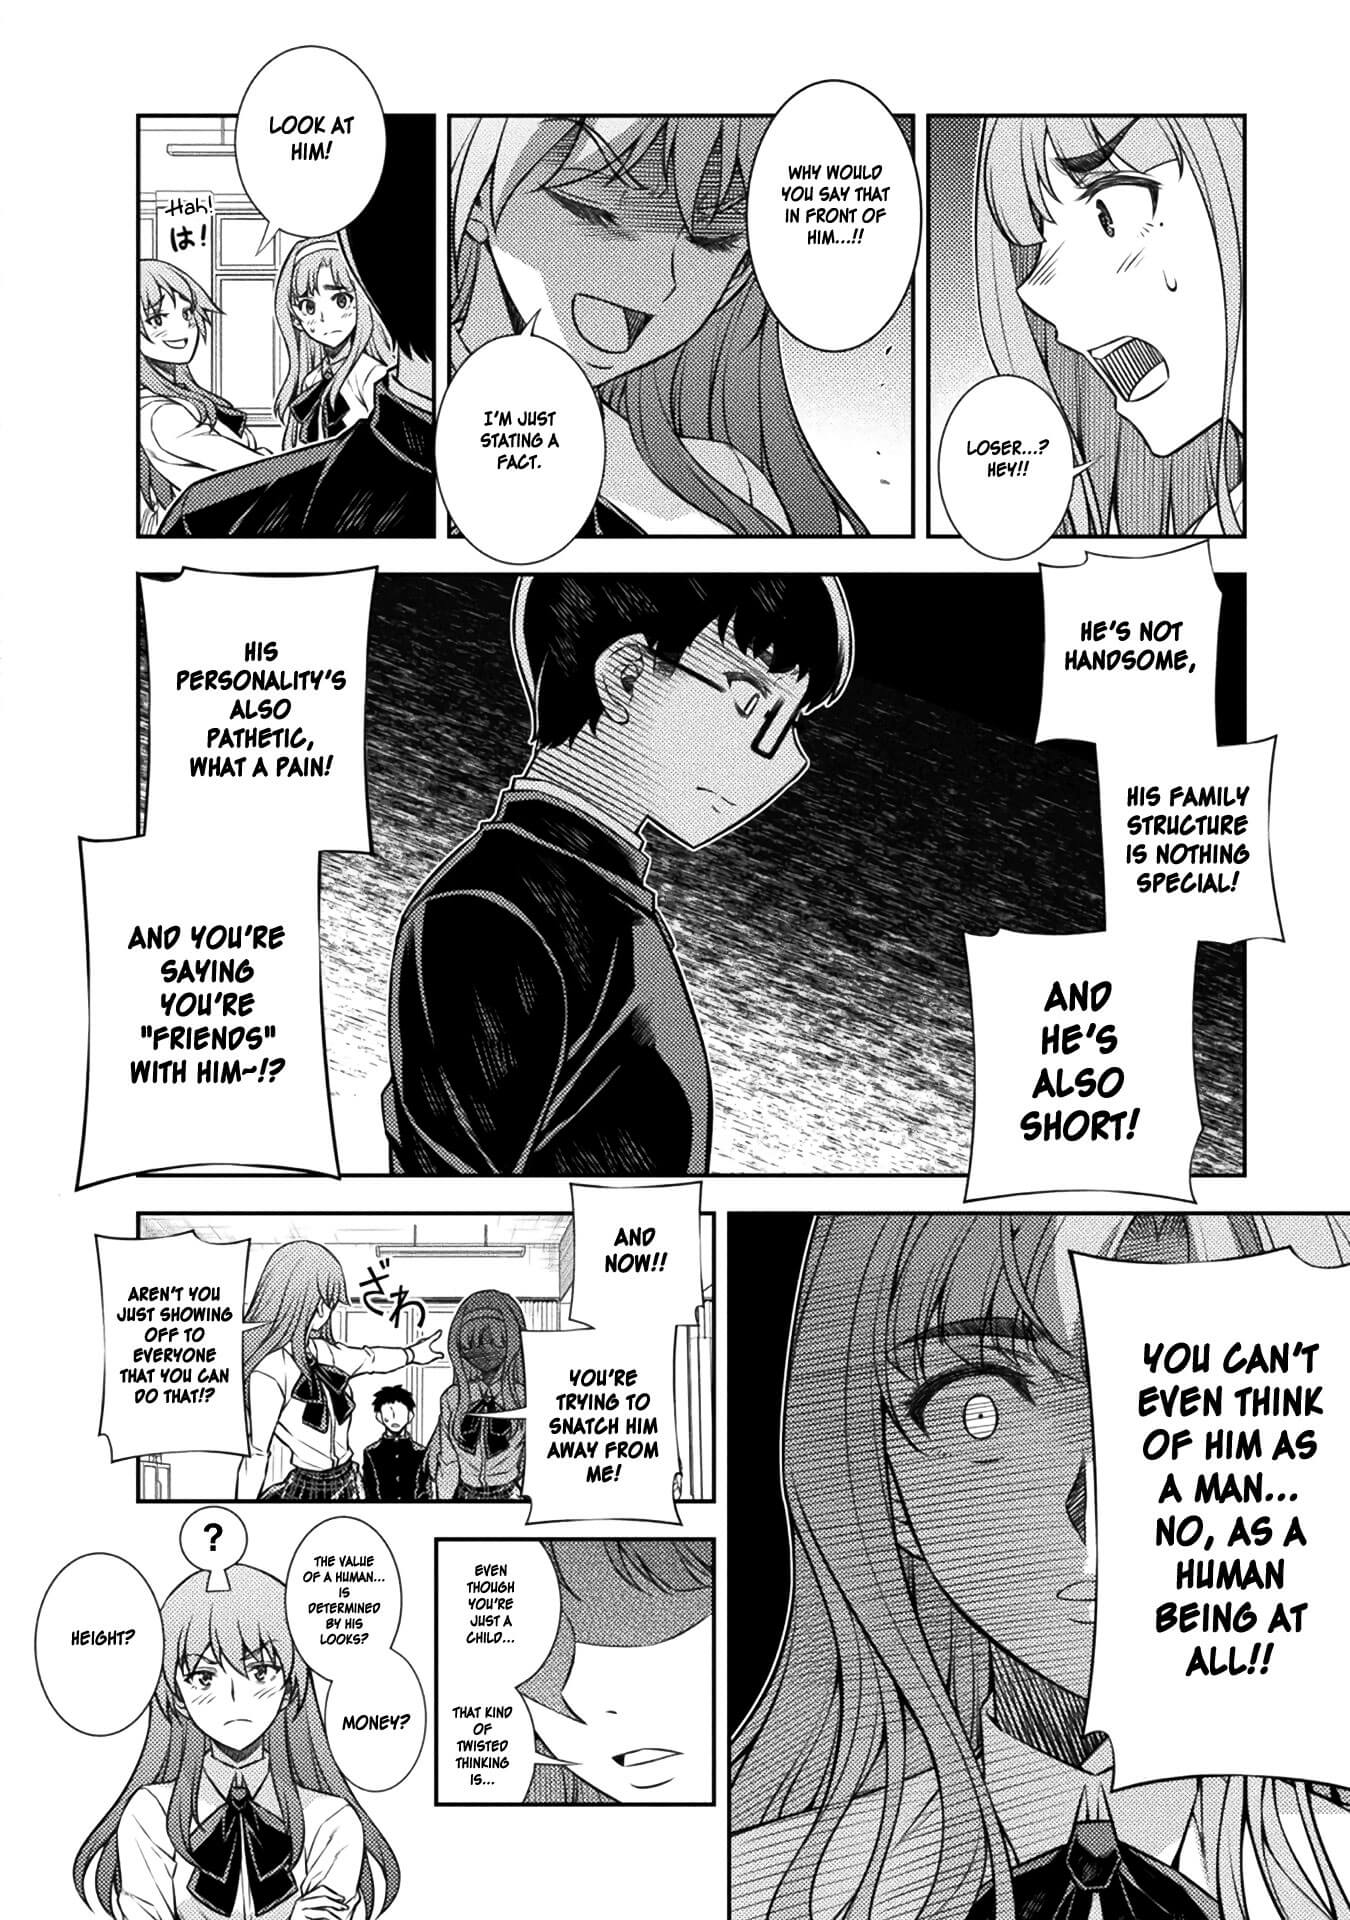 LOSER...?
HEY!!
WHY WOULD
YOU SAY THAT
IN FRONT OF
HIM...!!
I'M JUST
STATING A
FACT.
LOOK AT
HIM!
Hah!
は!
HE'S NOT
HANDSOME,
HIS FAMILY
STRUCTURE
IS NOTHING
SPECIAL!
AND
HE'S
ALSO
SHORT!
HIS
PERSONALITY'S
ALSO
PATHETIC,
WHAT A PAIN!
AND YOU'RE
SAYING
YOU'RE
"FRIENDS"
WITH HIM~!?
YOU CAN'T
EVEN THINK
OF HIM AS
A MAN...
NO, AS A
HUMAN
BEING AT
ALL!!
AND
NOW!!
YOU'RE
TRYING TO
SNATCH HIM
AWAY FROM
ME!
ざわ
AREN'T YOU
JUST SHOWING
OFF TO
EVERYONE
THAT YOU CAN
DO THAT!?
EVEN
THOUGH
YOU'RE
JUST A
CHILD...
THAT KIND OF
TWISTED
THINKING
IS...
THE VALUE
OF A HUMAN...
IS
DETERMINED
BY HIS
LOOKS?
MONEY?
?
HEIGHT?